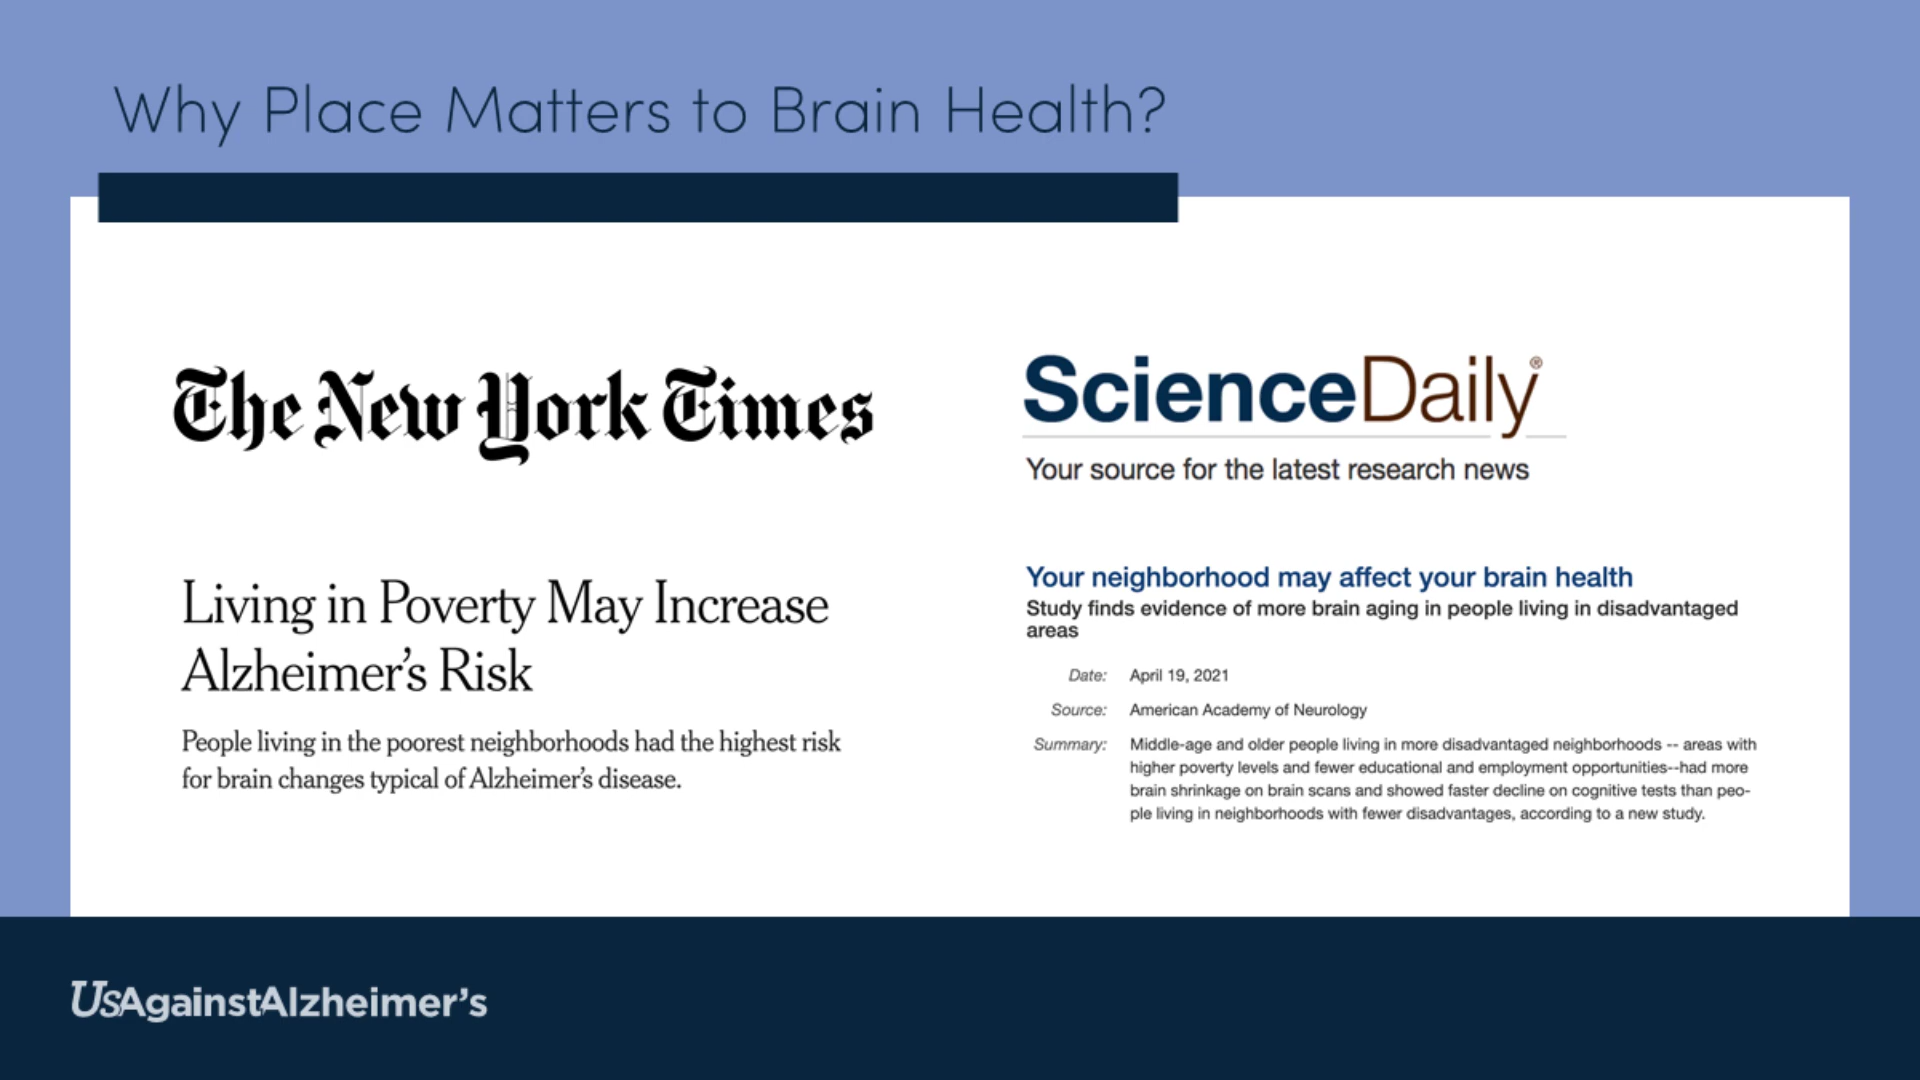 Why Place Matters to Brain Health?
The New York Times
Living in Poverty May Increase
Alzheimer's Risk
People living in the poorest neighborhoods had the highest risk
for brain changes typical of Alzheimer's disease.
ScienceDaily®
Your source for the latest research news
Your neighborhood may affect your brain health
Study finds evidence of more brain aging in people living in disadvantaged
areas
Date: April 19, 2021
Source: American Academy of Neurology
Summary: Middle-age and older people living in more disadvantaged neighborhoods -- areas with
higher poverty levels and fewer educational and employment opportunities--had more
brain shrinkage on brain scans and showed faster decline on cognitive tests than peo-
ple living in neighborhoods with fewer disadvantages, according to a new study.
UsAgainstAlzheimer's